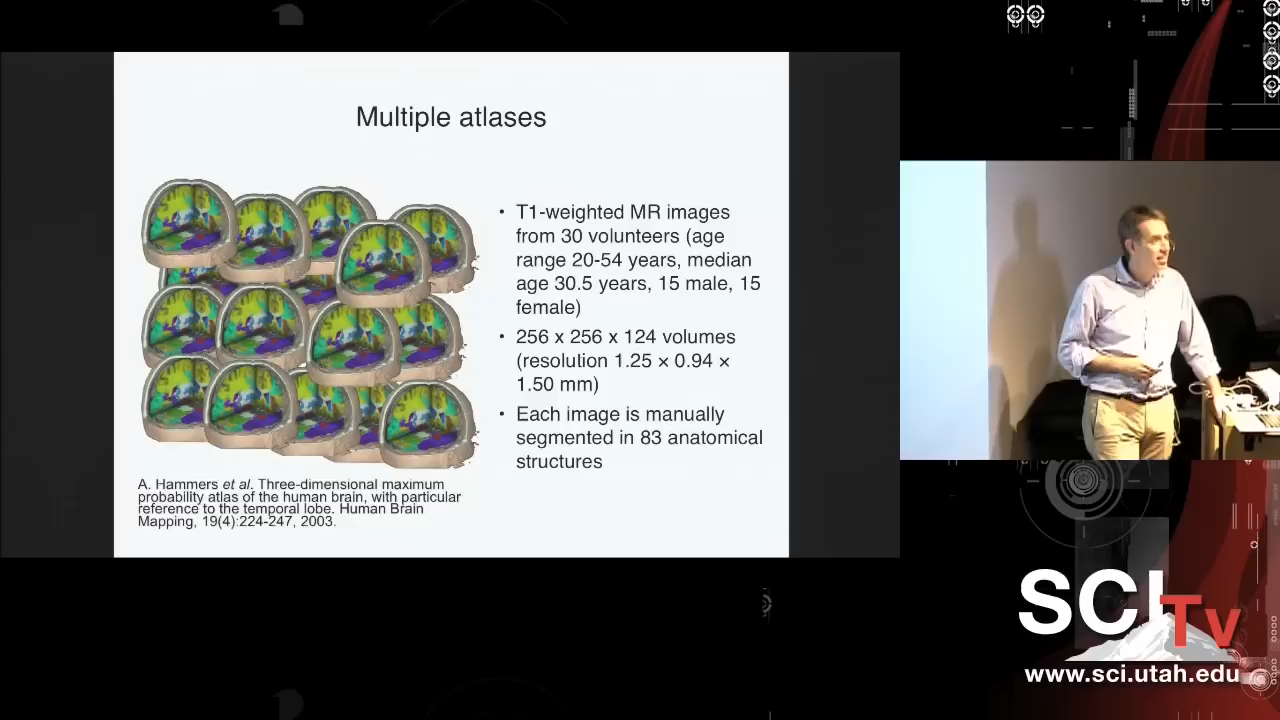 Multiple atlases
• T1-weighted MR images
from 30 volunteers (age
range 20-54 years, median
age 30.5 years, 15 male, 15
female)
• 256 x 256 x 124 volumes
(resolution 1.25 × 0.94 ×
1.50 mm)
• Each image is manually
segmented in 83 anatomical
structures
A. Hammers et al. Three-dimensional maximum
probability atlas of the human brain, with particular
reference to the temporal lobe. Human Brain
Mapping, 19(4):224-247, 2003.
SCI
Tv
www.sci.utah.edu